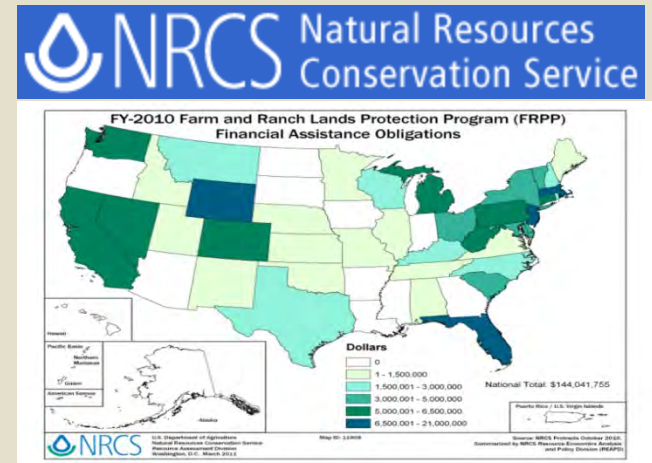 NRCS Natural Resources
Conservation Service
FY-2010 Farm and Ranch Lands Protection Program (FRPP)
Financial Assistance Obligations
Hawaii
Pacific Basin
Northern
Marianas
Guam
American Samoa
Alaska
Dollars
0
1 - 1,500,000
1,500,001 - 3,000,000
3,000,001 - 5,000,000
5,000,001 - 6,500,000
6,500,001 - 21,000,000
National Total: $144,041,755
Puerto Rico / U.S. Virgin Islands
NRCS
U.S. Department of Agriculture
Natural Resources Conservation Service
Resource Assessment Division
Washington, D.C. March 2011
Source: NRCS Protracts October 2010.
Summarized by NRCS Resource Economics Analysis
and Policy Division (REAPD)